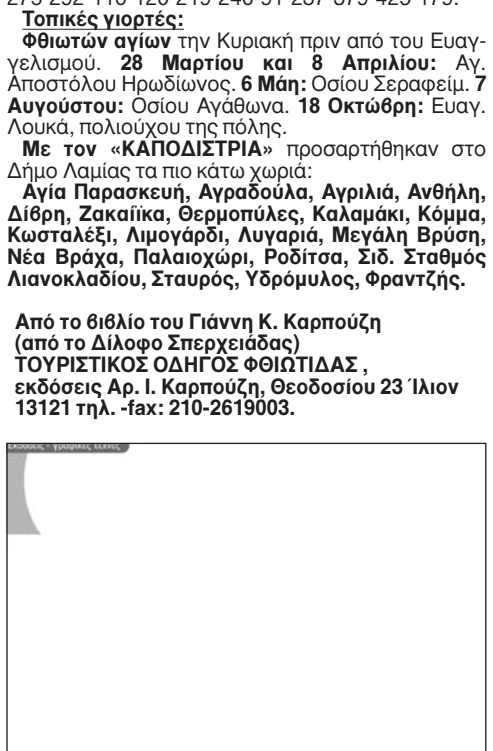 Τοπικές γιορτές:
Φθιωτών αγίων την Κυριακή πριν από του Ευαγ-
γελισμού. 28 Μαρτίου και 8 Απριλίου: Αγ.
Αποστόλου Ηρωδίωνος. 6 Μάη: Οσίου Σεραφείμ. 7
Αυγούστου: Οσίου Αγάθωνα. 18 Οκτώβρη: Ευαγ.
Λουκά, πολιούχου της πόλης.
Με τον «ΚΑΠΟΔΙΣΤΡΙΑ» προσαρτήθηκαν στο
Δήμο Λαμίας τα πιο κάτω χωριά:
Αγία Παρασκευή, Αγραδούλα, Αγριλιά, Ανθήλη,
Δίβρη, Ζακαίϊκα, Θερμοπύλες, Καλαμάκι, Κόμμα,
Κωσταλέξι, Λιμογάρδι, Λυγαριά, Μεγάλη Βρύση,
Νέα Βράχα, Παλαιοχώρι, Ροδίτσα, Σιδ. Σταθμός
Λιανοκλαδίου, Σταυρός, Υδρόμυλος, Φραντζής.
Από το βιβλίο του Γιάννη Κ. Καρπούζη
(από το Δίλοφο Σπερχειάδας)
ΤΟΥΡΙΣΤΙΚΟΣ ΟΔΗΓΟΣ ΦΘΙΩΤΙΔΑΣ ,
εκδόσεις Αρ. Ι. Καρπούζη, Θεοδοσίου 23 Ίλιον
13121 τηλ. -fax: 210-2619003.